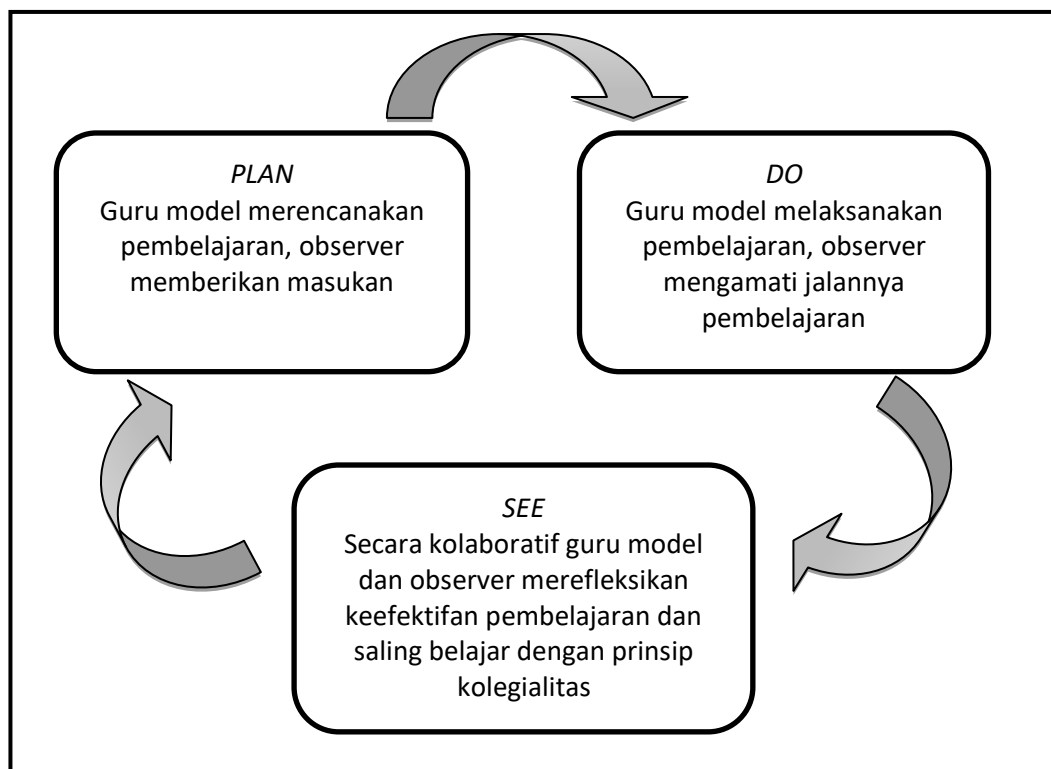 PLAN
Guru model merencanakan
pembelajaran, observer
memberikan masukan
DO
Guru model melaksanakan
pembelajaran, observer
mengamati jalannya
pembelajaran
SEE
Secara kolaboratif guru model
dan observer merefleksikan
keefektifan pembelajaran dan
saling belajar dengan prinsip
kolegialitas